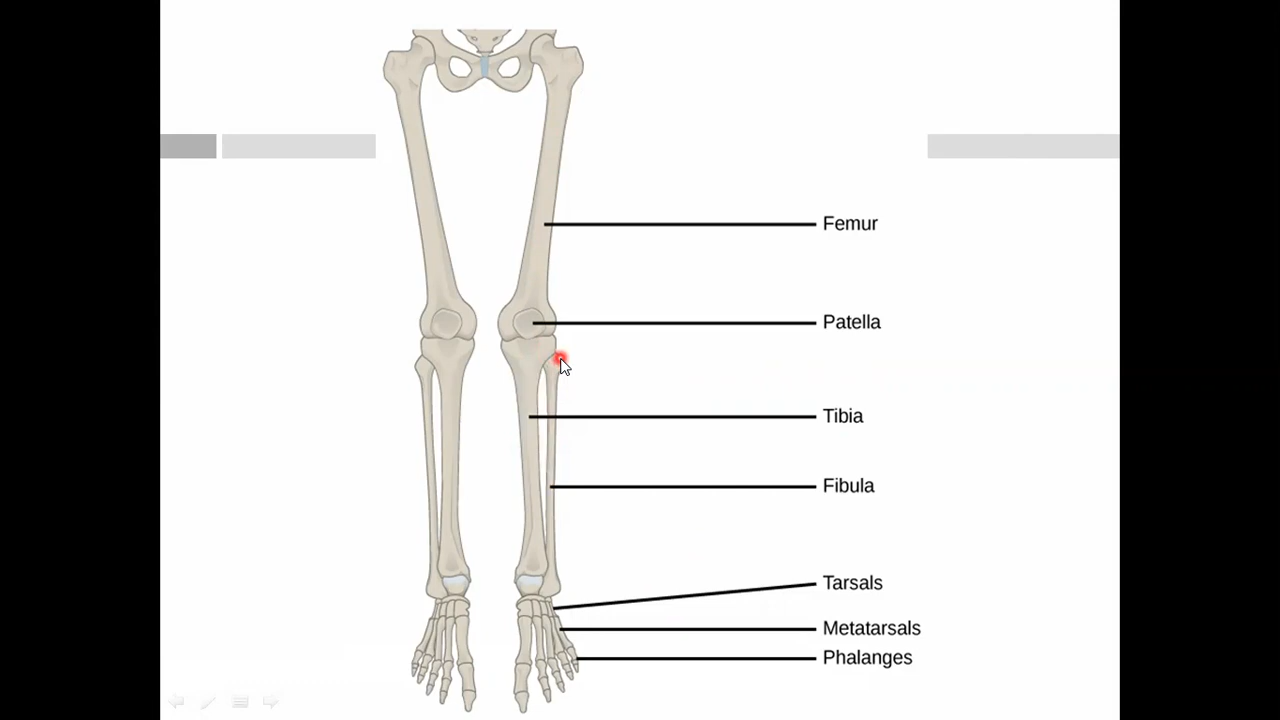 Femur
Patella
Tibia
Fibula
Tarsals
Metatarsals
Phalanges